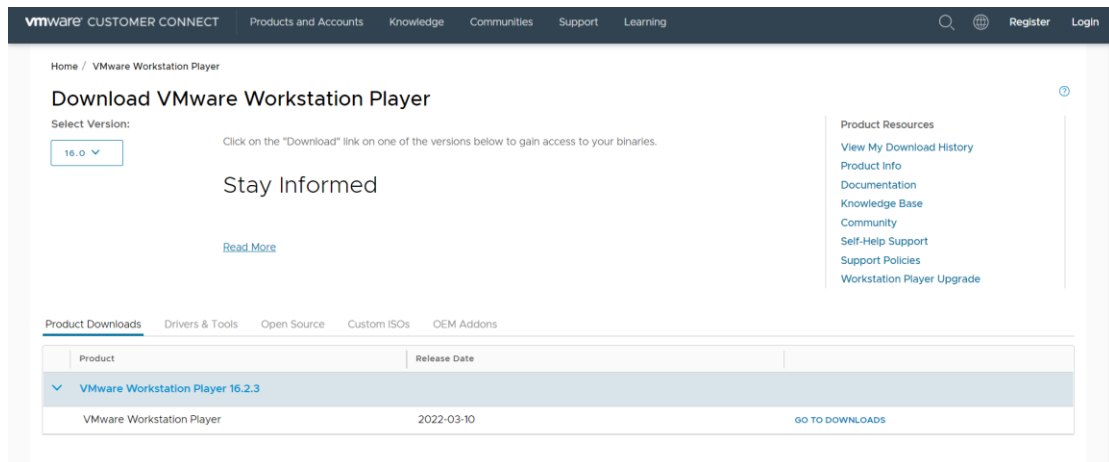 vmware CUSTOMER CONNECT Products and Accounts Knowledge Communities Support Learning Register Login
Home / VMware Workstation Player
Download VMware Workstation Player
Select Version:
16.0
Click on the "Download" link on one of the versions below to gain access to your binaries.
Stay Informed
Read More
Product Resources
View My Download History
Product Info
Documentation
Knowledge Base
Community
Self-Help Support
Support Policies
Workstation Player Upgrade
Product Downloads Drivers & Tools Open Source Custom ISOs OEM Addons
Product Release Date
VMware Workstation Player 16.2.3
VMware Workstation Player 2022-03-10 GO TO DOWNLOADS